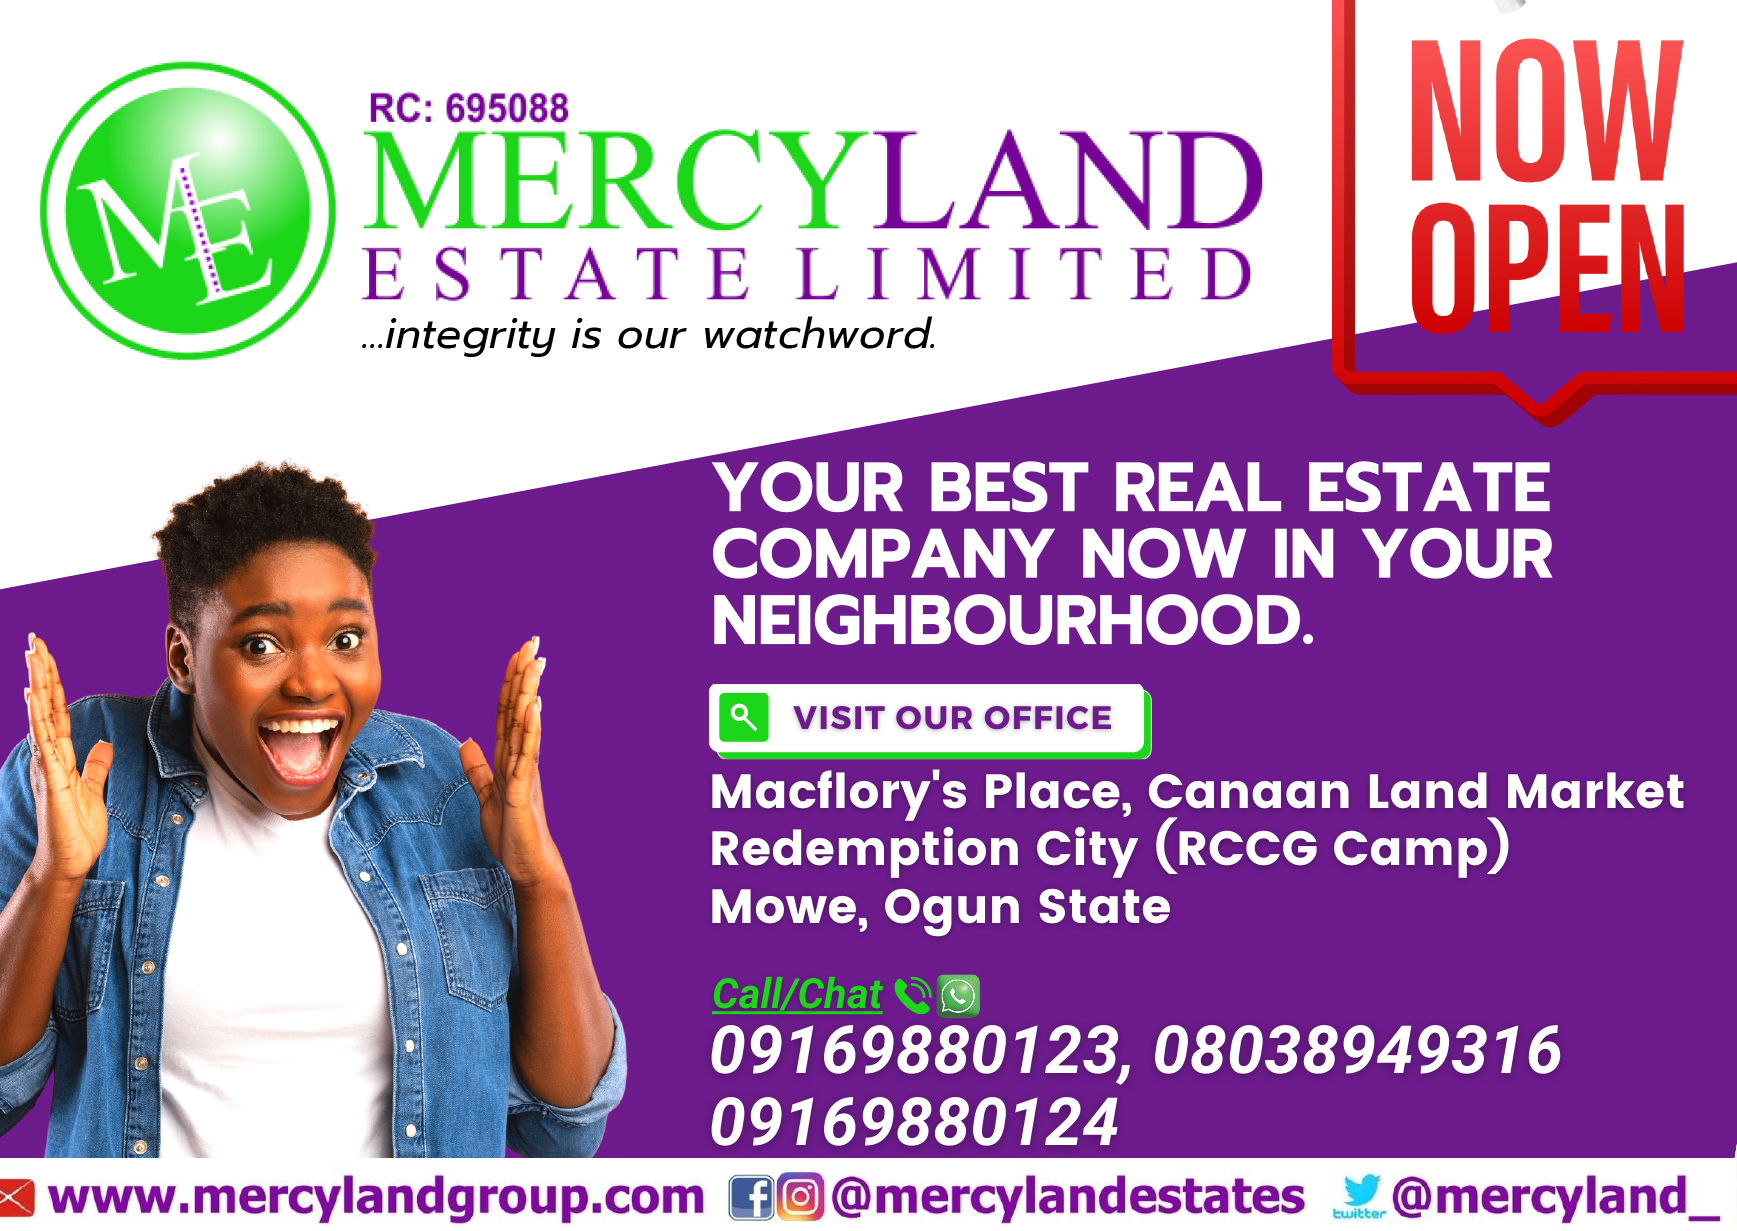 RC: 695088
MERCYLAND
ESTATE LIMITED
...integrity is our watchword.
ME
NOW
OPEN
YOUR BEST REAL ESTATE
COMPANY NOW IN YOUR
NEIGHBOURHOOD.
VISIT OUR OFFICE
Macflory's Place, Canaan Land Market
Redemption City (RCCG Camp)
Mowe, Ogun State
Call/Chat
09169880123, 08038949316
09169880124
www.mercylandgroup.com @mercylandestates twitter @mercyland_